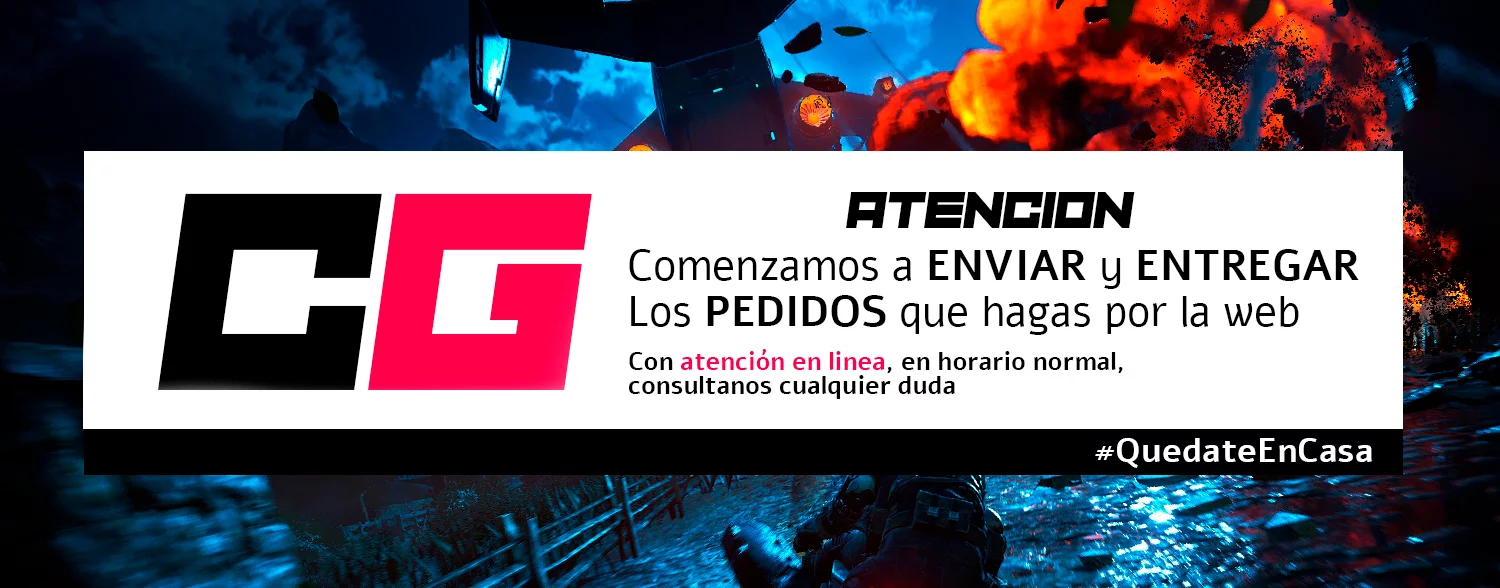 CG
ATENCION
Comenzamos a ENVIAR y ENTREGAR
Los PEDIDOS que hagas por la web
Con atención en linea, en horario normal,
consultanos cualquier duda
#QuedateEnCasa